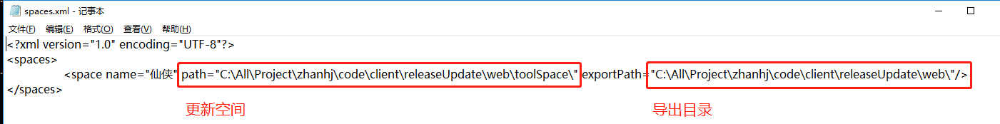 spaces.xml - 记事本
文件(F) 编辑(E) 格式(O) 查看(V) 帮助(H)
<?xml version="1.0" encoding="UTF-8"?>
<spaces>
<space name="仙侠" path="C:\All\Project\zhanhj\code\client\releaseUpdate\web\toolSpace\" exportPath="C:\All\Project\zhanhj\code\client\releaseUpdate\web\"/>
</spaces>
更新空间 导出目录